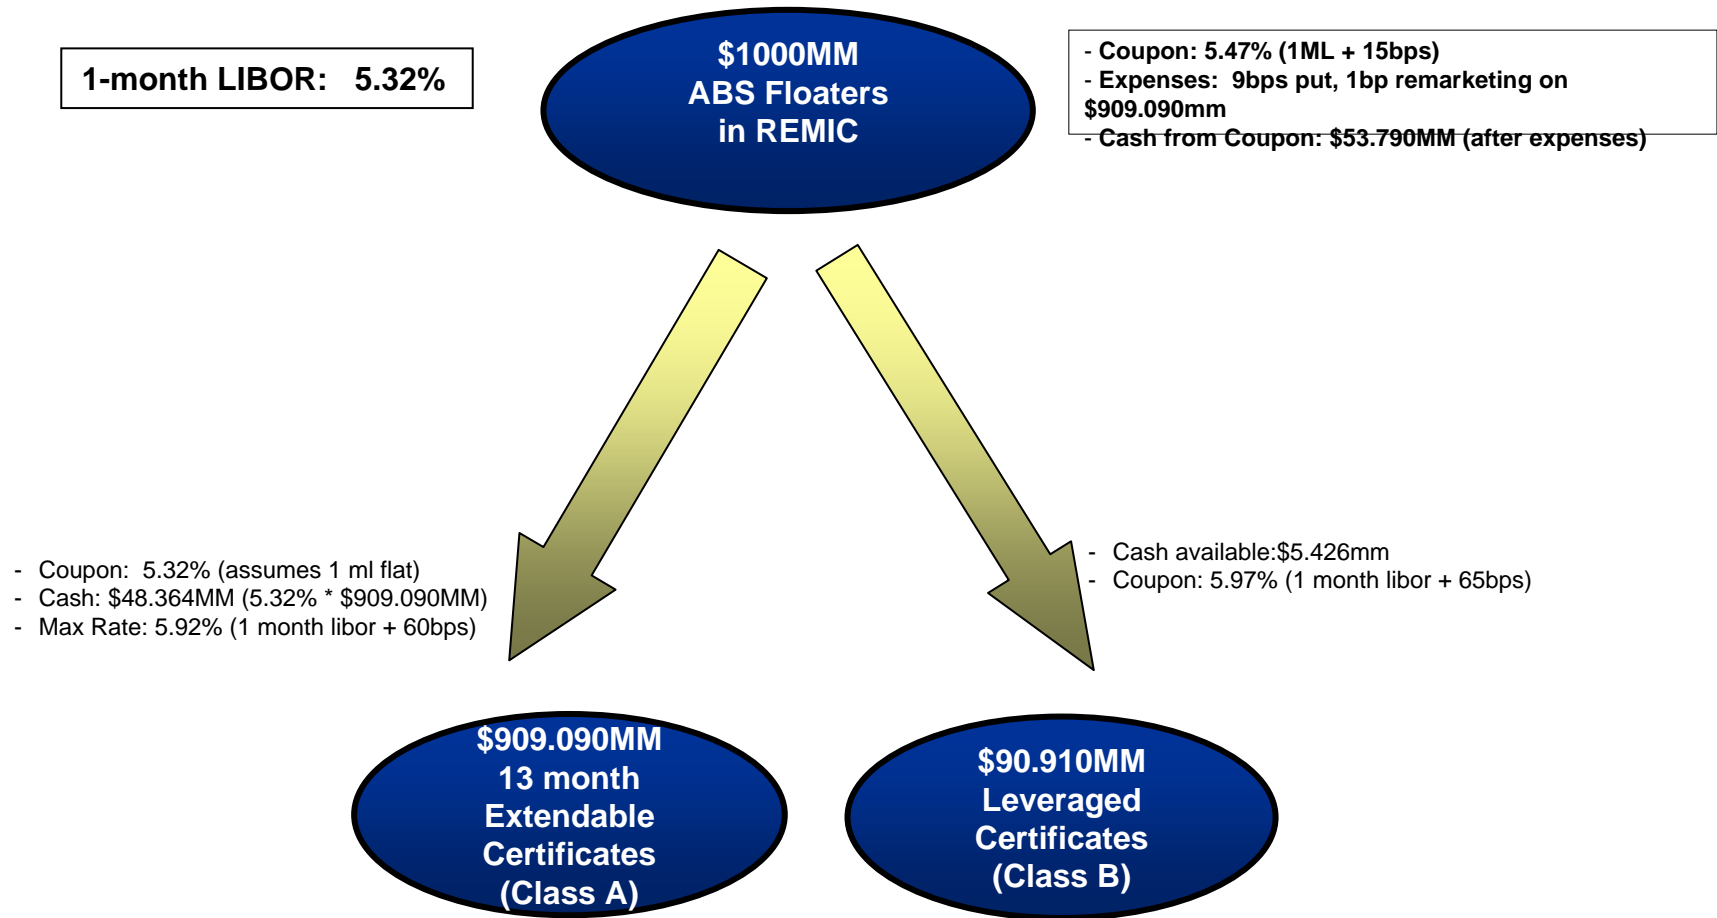 1-month LIBOR: 5.32%
$1000MM
ABS Floaters
in REMIC
- Coupon: 5.47% (1ML + 15bps)
- Expenses: 9bps put, 1bp remarketing on
$909.090mm
- Cash from Coupon: $53.790MM (after expenses)
- Coupon: 5.32% (assumes 1 ml flat)
- Cash: $48.364MM (5.32% * $909.090MM)
- Max Rate: 5.92% (1 month libor + 60bps)
- Cash available:$5.426mm
- Coupon: 5.97% (1 month libor + 65bps)
$909.090MM
13 month
Extendable
Certificates
(Class A)
$90.910MM
Leveraged
Certificates
(Class B)